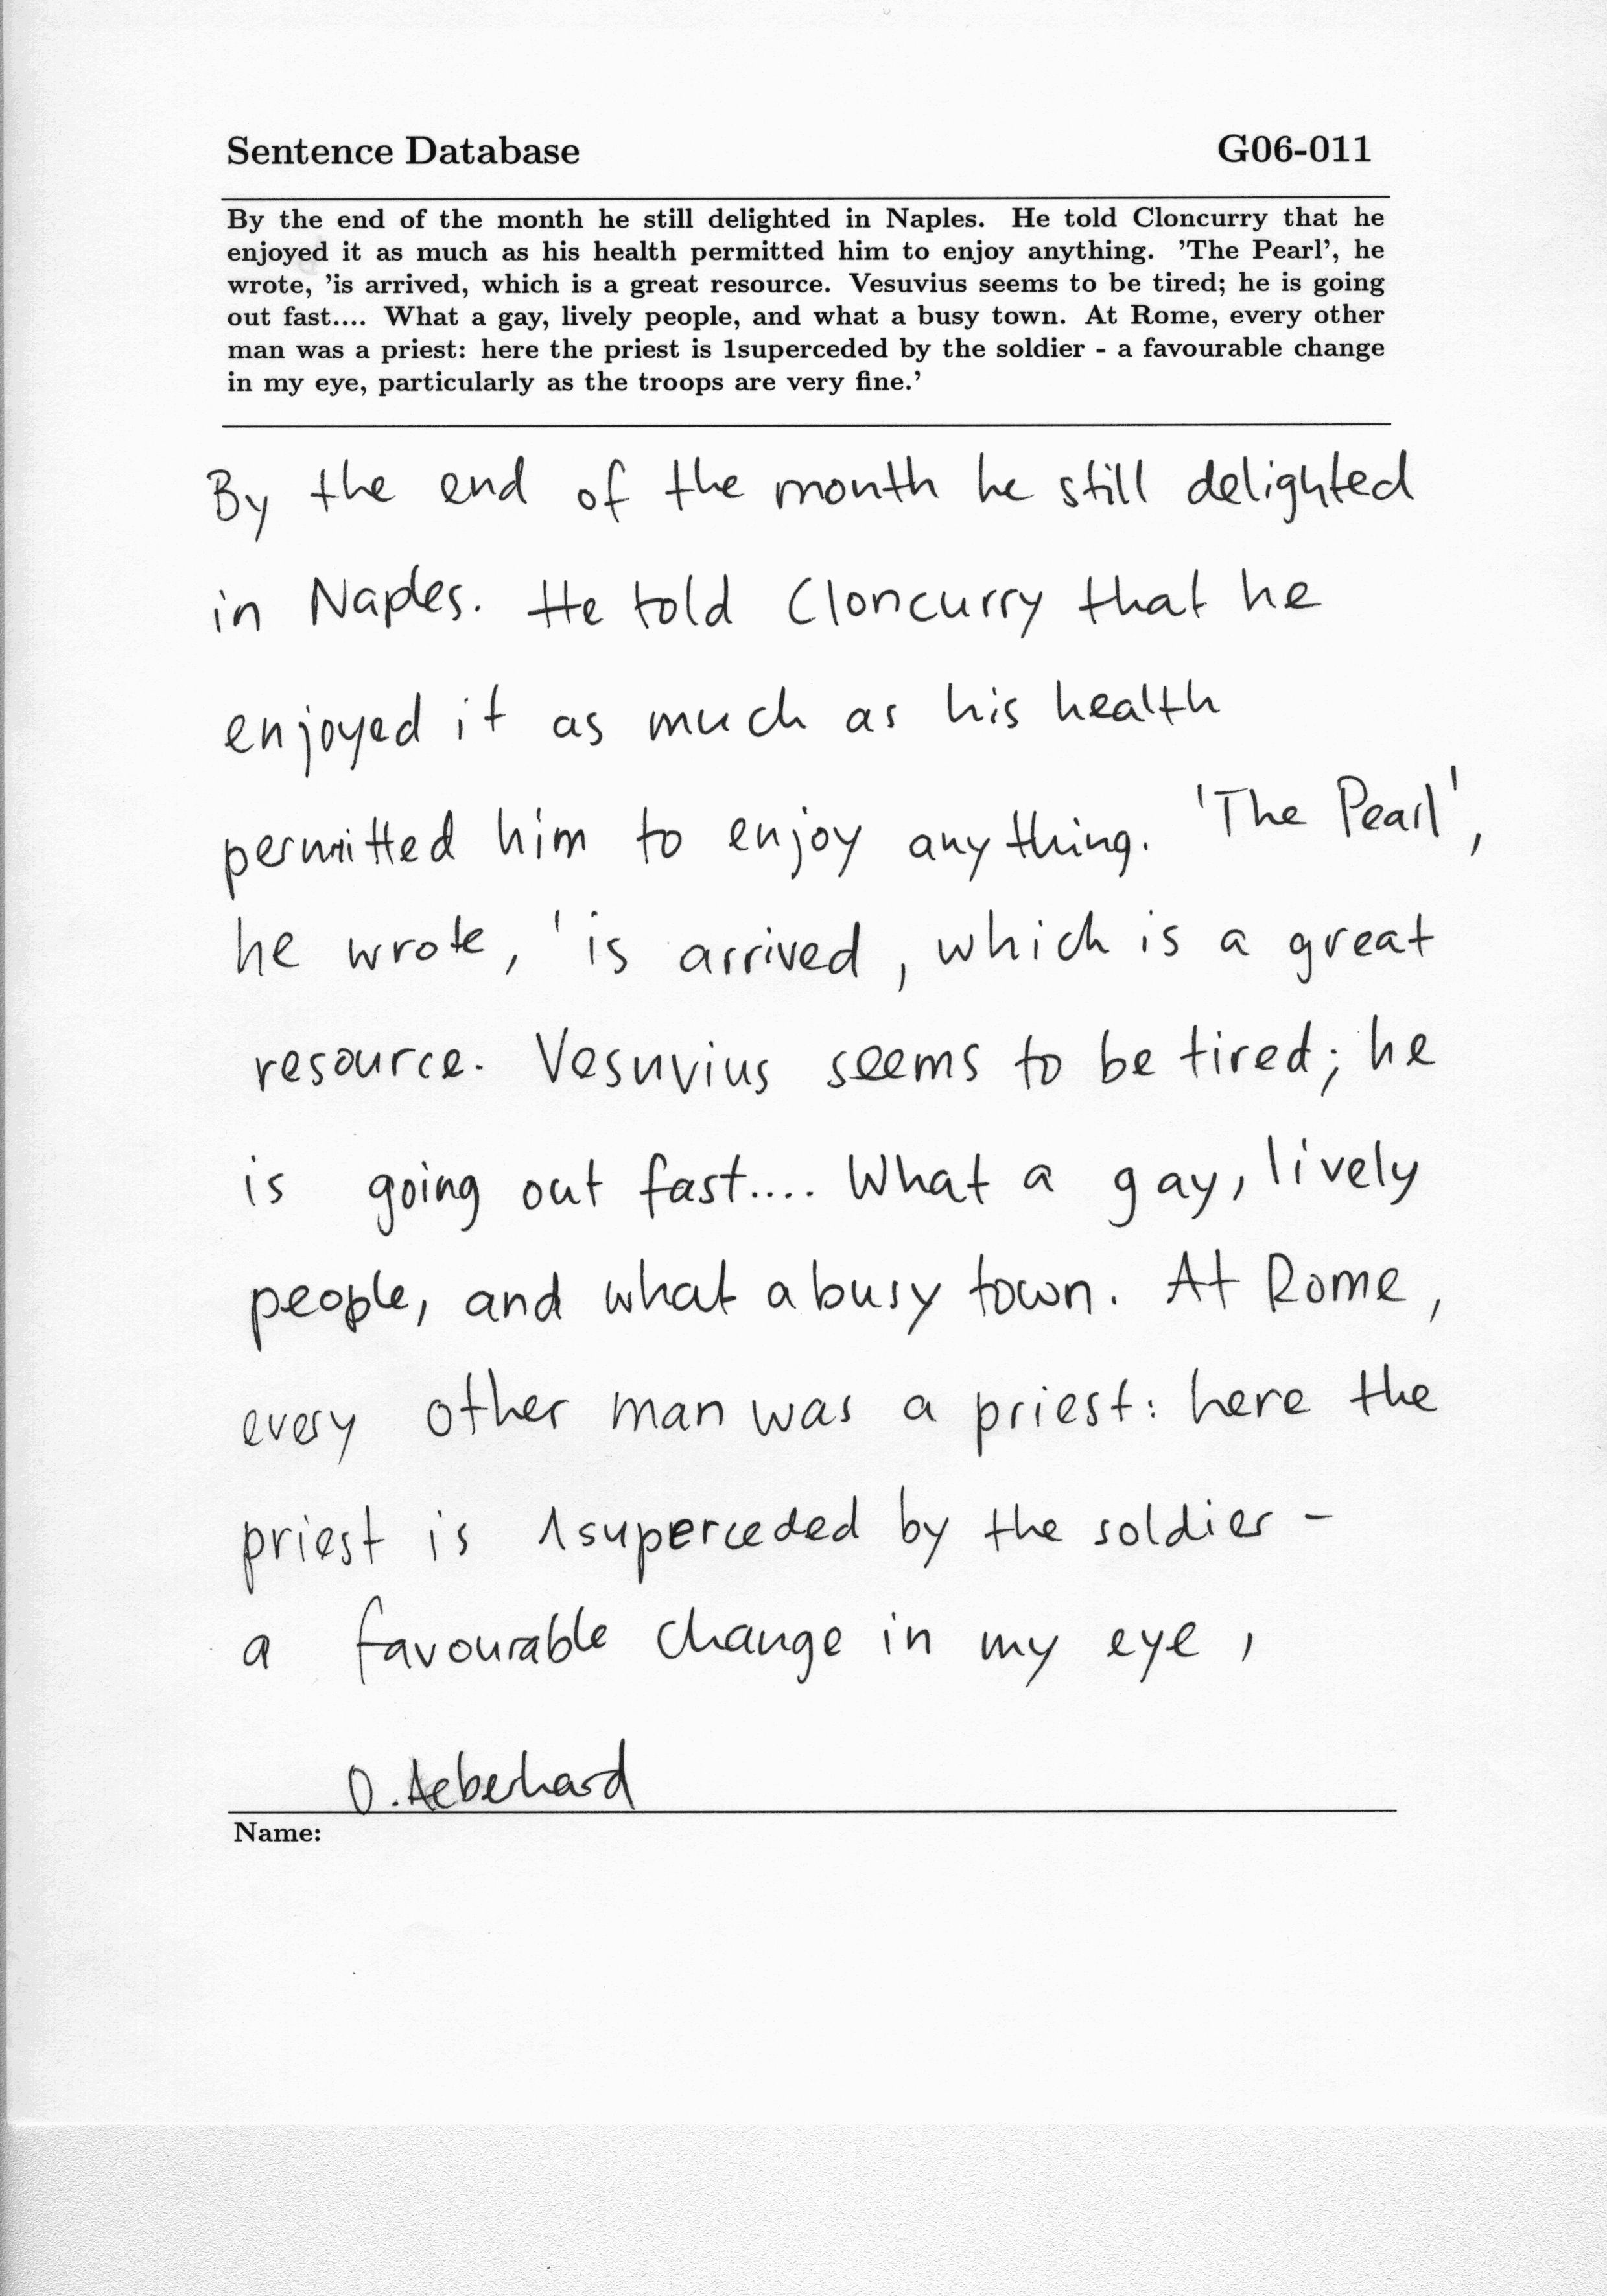 Sentence Database G06-011
By the end of the month he still delighted in Naples. He told Cloncurry that he
enjoyed it as much as his health permitted him to enjoy anything. 'The Pearl', he
wrote, 'is arrived, which is a great resource. Vesuvius seems to be tired; he is going
out fast.... What a gay, lively people, and what a busy town. At Rome, every other
man was a priest: here the priest is 1superceded by the soldier - a favourable change
in my eye, particularly as the troops are very fine.'
By the end of the month he still delighted
in Naples. He told Cloncurry that he
enjoyed it as much as his health
permitted him to enjoy anything. 'The Pearl',
he wrote, 'is arrived, which is a great
resource. Vesuvius seems to be tired; he
is going out fast.... What a gay, lively
people, and what a busy town. At Rome,
every other man was a priest: here the
priest is 1superceded by the soldier -
a favourable change in my eye,
O. Aeberhard
Name: